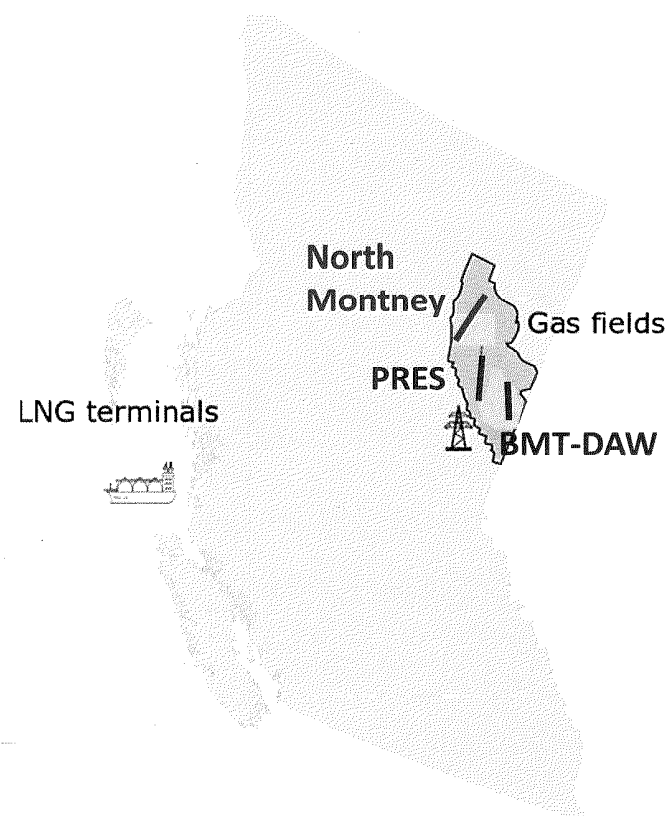 North
Montney
Gas fields
PRES
LNG terminals
BMT-DAW